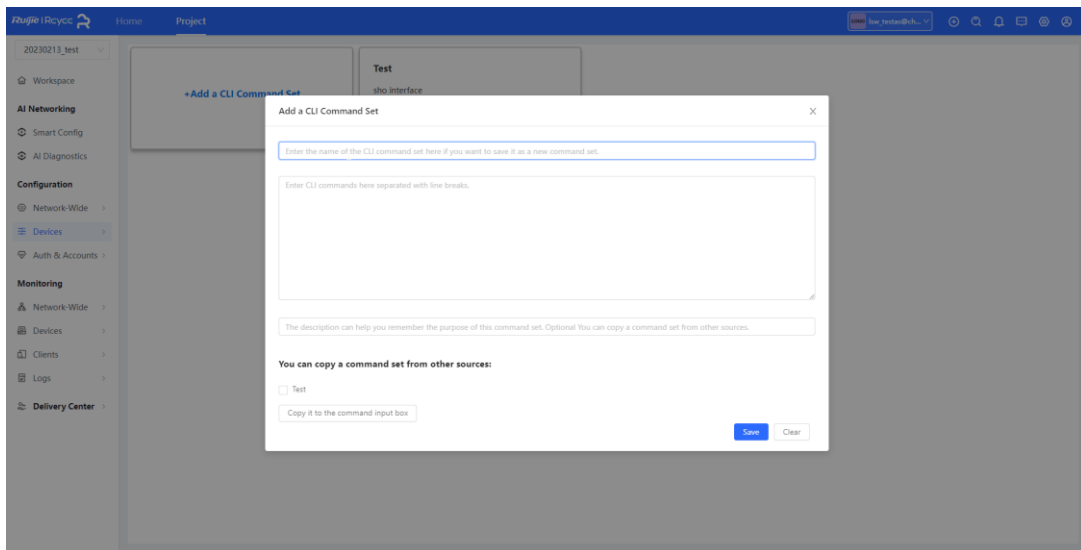 Ruijie | Rcycc Home Project
20230213_test
Workspace
AI Networking
Smart Config
AI Diagnostics
Configuration
Network-Wide
Devices
Auth & Accounts
Monitoring
Network-Wide
Devices
Clients
Logs
Delivery Center
+Add a CLI Command Set
Test
sho interface
Add a CLI Command Set
Enter the name of the CLI command set here if you want to save it as a new command set.
Enter CLI commands here separated with line breaks.
The description can help you remember the purpose of this command set. Optional You can copy a command set from other sources.
You can copy a command set from other sources:
Test
Copy it to the command input box
Save Clear